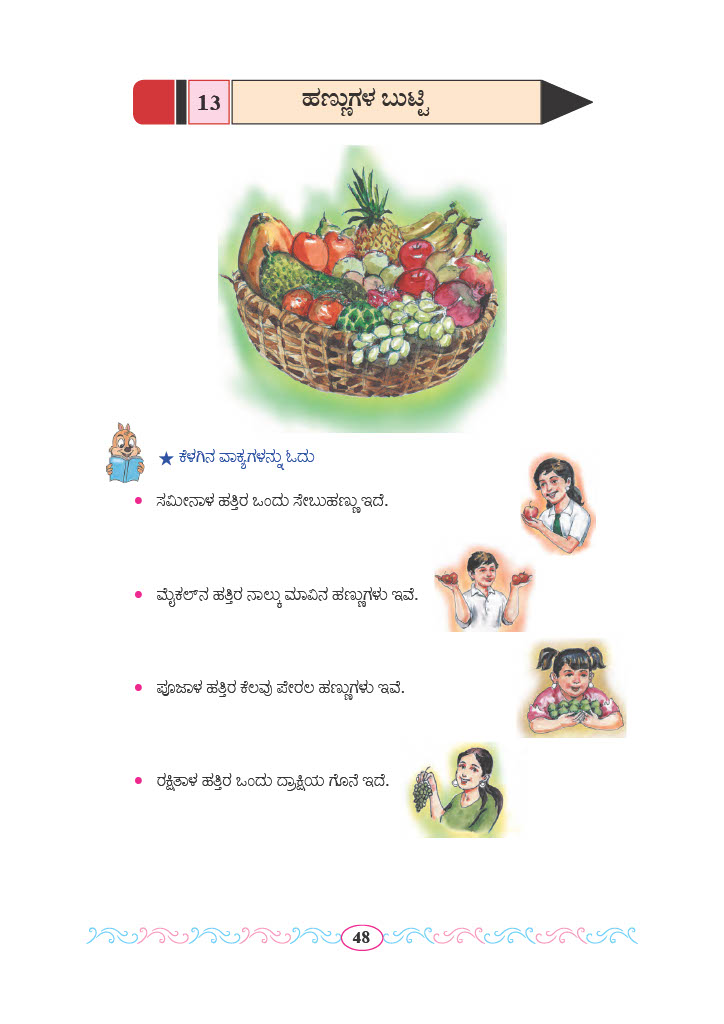 13
ಹಣ್ಣುಗಳ ಬುಟ್ಟಿ
★ ಕೆಳಗಿನ ವಾಕ್ಯಗಳನ್ನು ಓದು
• ಸಮೀನಾಳ ಹತ್ತಿರ ಒಂದು ಸೇಬುಹಣ್ಣು ಇದೆ.
• ಮೈಕಲ್‌ನ ಹತ್ತಿರ ನಾಲ್ಕು ಮಾವಿನ ಹಣ್ಣುಗಳು ಇವೆ.
• ಪೂಜಾಳ ಹತ್ತಿರ ಕೆಲವು ಪೇರಲ ಹಣ್ಣುಗಳು ಇವೆ.
• ರಕ್ಷಿತಾಳ ಹತ್ತಿರ ಒಂದು ದ್ರಾಕ್ಷಿಯ ಗೊನೆ ಇದೆ.
48